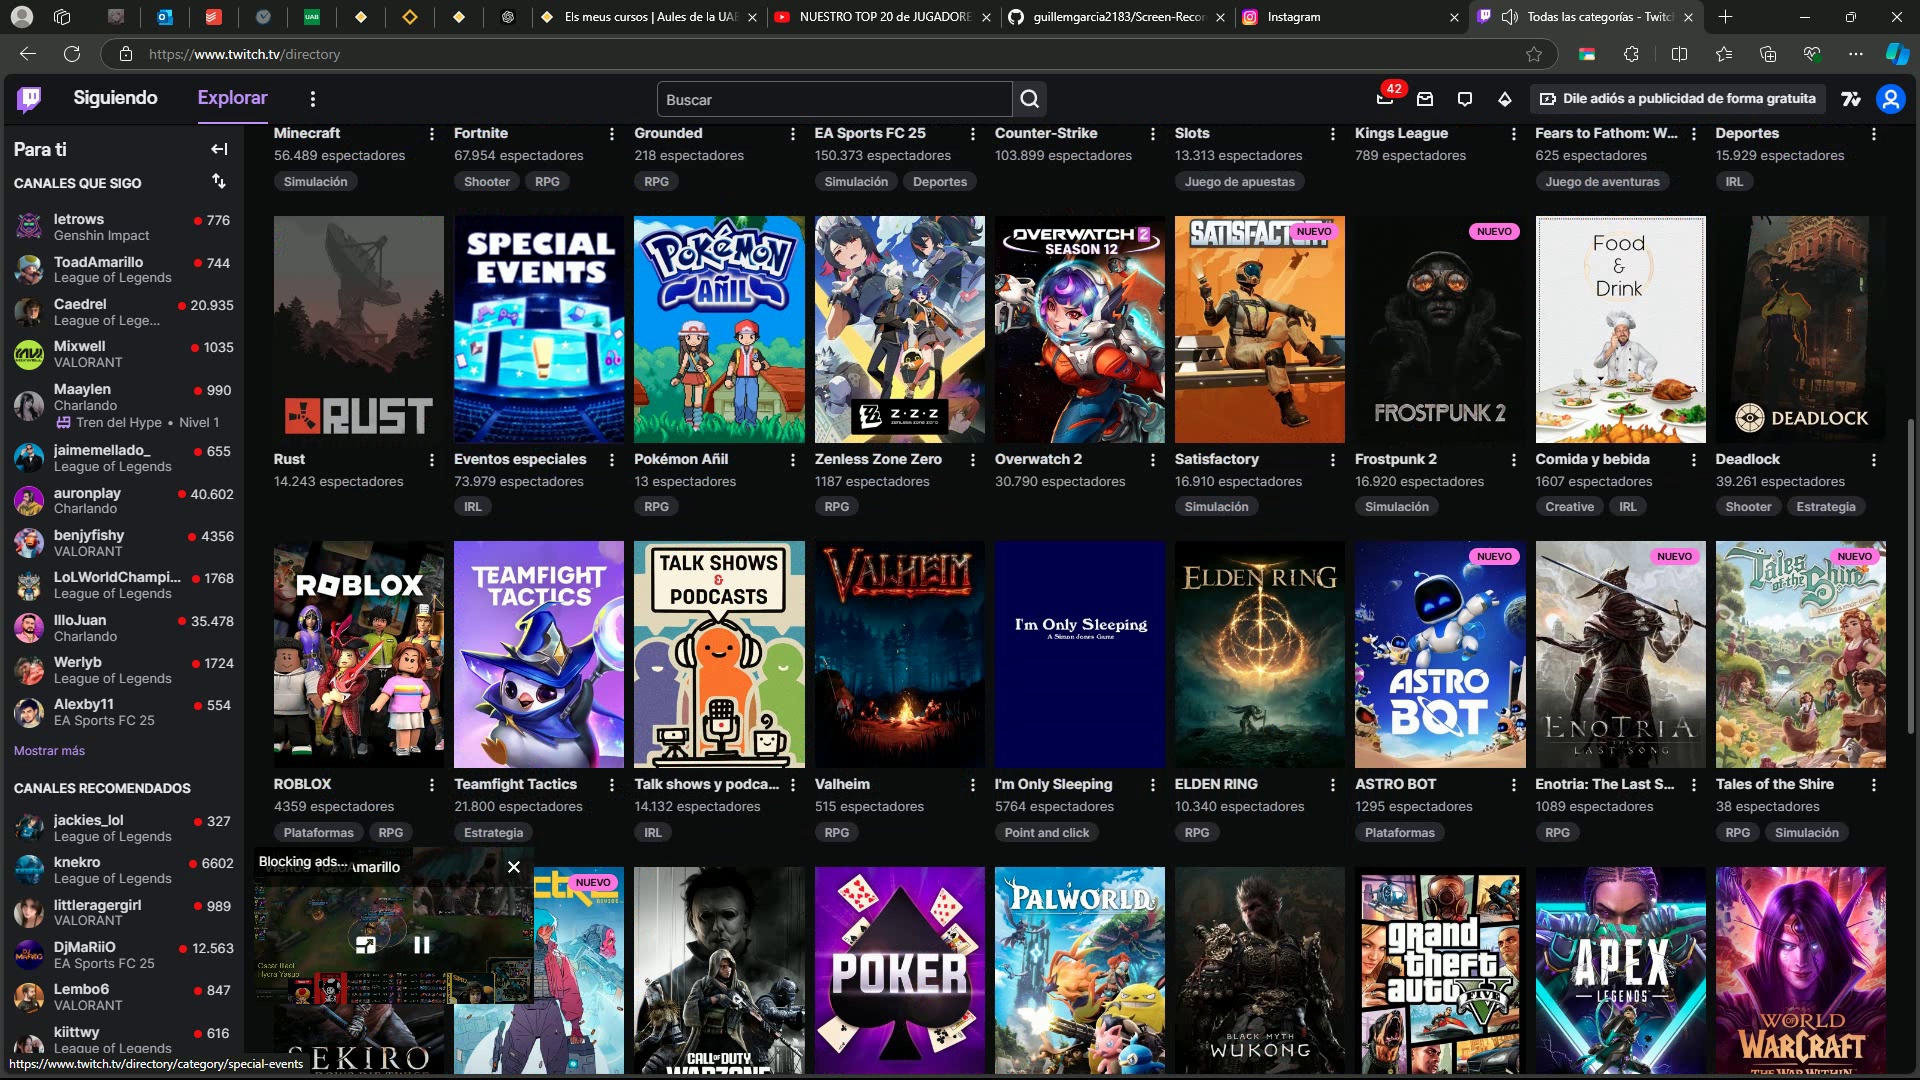 UAB
Els meus cursos | Aules de la UAB
NUESTRO TOP 20 de JUGADORE
guillemgarcia2183/Screen-Recor
Instagram
Todas las categorías - Twitch
https://www.twitch.tv/directory
Siguiendo
Explorar
Buscar
42
Dile adiós a publicidad de forma gratuita
Para ti
CANALES QUE SIGO
letrows
776
Genshin Impact
ToadAmarillo
744
League of Legends
Caedrel
20.935
League of Lege...
Mixwell
1035
VALORANT
Maaylen
990
Charlando
Tren del Hype • Nivel 1
jaimemellado_
655
League of Legends
auronplay
40.602
Charlando
benjyfishy
4356
VALORANT
LoLWorldChampi...
1768
League of Legends
IlloJuan
35.478
Charlando
Werlyb
1724
League of Legends
Alexby11
554
EA Sports FC 25
Mostrar más
CANALES RECOMENDADOS
jackies_lol
327
League of Legends
knekro
6602
League of Legends
littleragergirl
989
VALORANT
DjMaRiiO
12.563
EA Sports FC 25
Lembo6
847
VALORANT
kiittwy
616
League of Legends
https://www.twitch.tv/directory/category/special-events
Minecraft
56.489 espectadores
Simulación
Fortnite
67.954 espectadores
Shooter
RPG
Grounded
218 espectadores
RPG
EA Sports FC 25
150.373 espectadores
Simulación
Deportes
Counter-Strike
103.899 espectadores
Slots
13.313 espectadores
Juego de apuestas
Kings League
789 espectadores
Fears to Fathom: W...
625 espectadores
Juego de aventuras
Deportes
15.929 espectadores
IRL
RUST
Rust
14.243 espectadores
SPECIAL
EVENTS
Eventos especiales
73.979 espectadores
IRL
POKéMON
AÑIL
Pokémon Añil
13 espectadores
RPG
Z·Z·Z
ZENLESS ZONE ZERO
Zenless Zone Zero
1187 espectadores
RPG
OVERWATCH 2
SEASON 12
Overwatch 2
30.790 espectadores
SATISFACT
NUEVO
Satisfactory
16.910 espectadores
Simulación
NUEVO
FROSTPUNK 2
Frostpunk 2
16.920 espectadores
Simulación
Food
&
Drink
Comida y bebida
1607 espectadores
Creative
IRL
DEADLOCK
Deadlock
39.261 espectadores
Shooter
Estrategia
ROBLOX
ROBLOX
4359 espectadores
Plataformas
RPG
TEAMFIGHT
TACTICS
Teamfight Tactics
21.800 espectadores
Estrategia
TALK SHOWS
&
PODCASTS
Talk shows y podca...
14.132 espectadores
IRL
VALHEIM
Valheim
515 espectadores
RPG
I'm Only Sleeping
A Simon Jones Game
I'm Only Sleeping
5764 espectadores
Point and click
ELDEN RING
ELDEN RING
10.340 espectadores
RPG
NUEVO
ASTRO
BOT
ASTRO BOT
1295 espectadores
Plataformas
NUEVO
ENOTRIA
THE LAST SONG
Enotria: The Last S...
1089 espectadores
RPG
NUEVO
Tales
of the Shire
Tales of the Shire
38 espectadores
RPG
Simulación
Blocking ads...
Viendo ToadAmarillo
SEKIRO
NUEVO
CALL OF DUTY
WARZONE
POKER
PALWORLD
BLACK MYTH
WUKONG
grand
theft
auto
V
FIVE
APEX
LEGENDS
WORLD
OF
WARCRAFT
THE WAR WITHIN